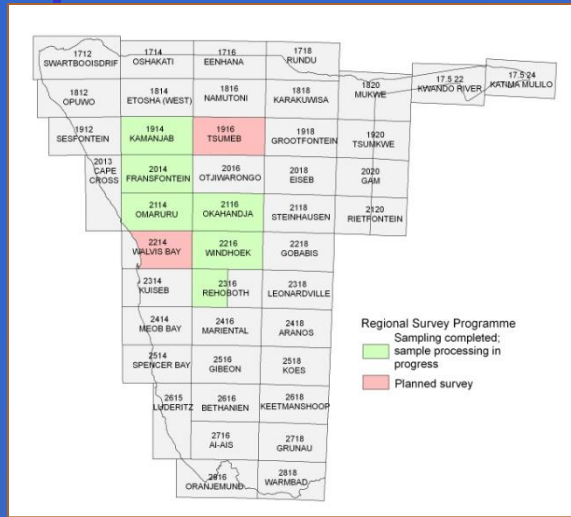 1712
SWARTBOOISDRIF
1714
OSHAKATI
1716
EENHANA
1718
RUNDU
1812
OPUWO
1814
ETOSHA (WEST)
1816
NAMUTONI
1818
KARAKUWISA
1820
MUKWE
17.5 22
KWANDO RIVER
17.5 24
KATIMA MULILO
1912
SESFONTEIN
1914
KAMANJAB
1916
TSUMEB
1918
GROOTFONTEIN
1920
TSUMKWE
2013
CAPE
CROSS
2014
FRANSFONTEIN
2016
OTJIWARONGO
2018
EISEB
2020
GAM
2114
OMARURU
2116
OKAHANDJA
2118
STEINHAUSEN
2120
RIETFONTEIN
2214
WALVIS BAY
2216
WINDHOEK
2218
GOBABIS
2314
KUISEB
2316
REHOBOTH
2318
LEONARDVILLE
2414
MEOB BAY
2416
MARIENTAL
2418
ARANOS
2514
SPENCER BAY
2516
GIBEON
2518
KOES
2615
LUDERITZ
2616
BETHANIEN
2618
KEETMANSHOOP
2716
AI-AIS
2718
GRUNAU
2816
ORANJEMUND
2818
WARMBAD
Regional Survey Programme
Sampling completed;
sample processing in
progress
Planned survey